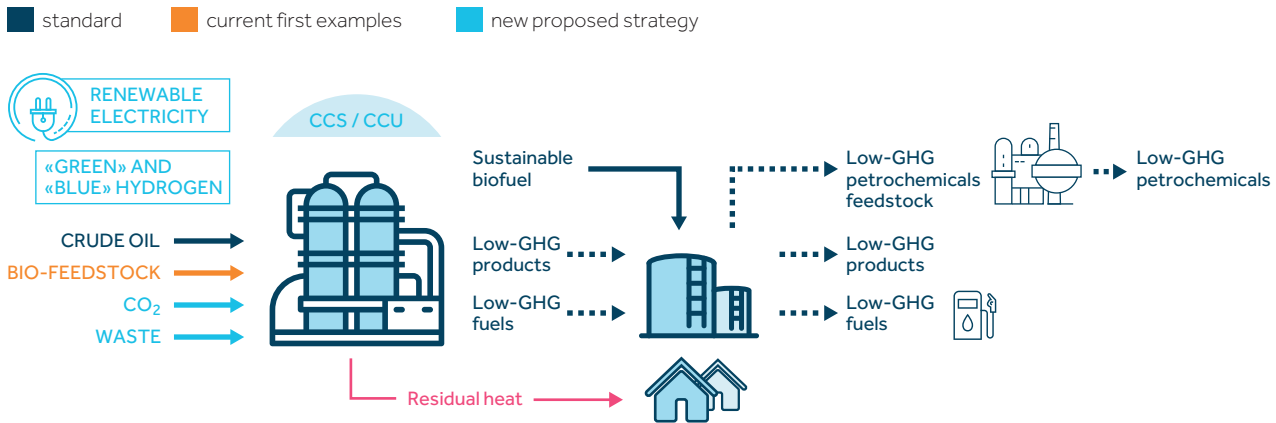 standard
current first examples
new proposed strategy
RENEWABLE
ELECTRICITY
«GREEN» AND
«BLUE» HYDROGEN
CRUDE OIL
BIO-FEEDSTOCK
CO₂
WASTE
CCS / CCU
Sustainable
biofuel
Low-GHG
products
Low-GHG
fuels
Residual heat
Low-GHG
petrochemicals
feedstock
Low-GHG
products
Low-GHG
fuels
Low-GHG
petrochemicals